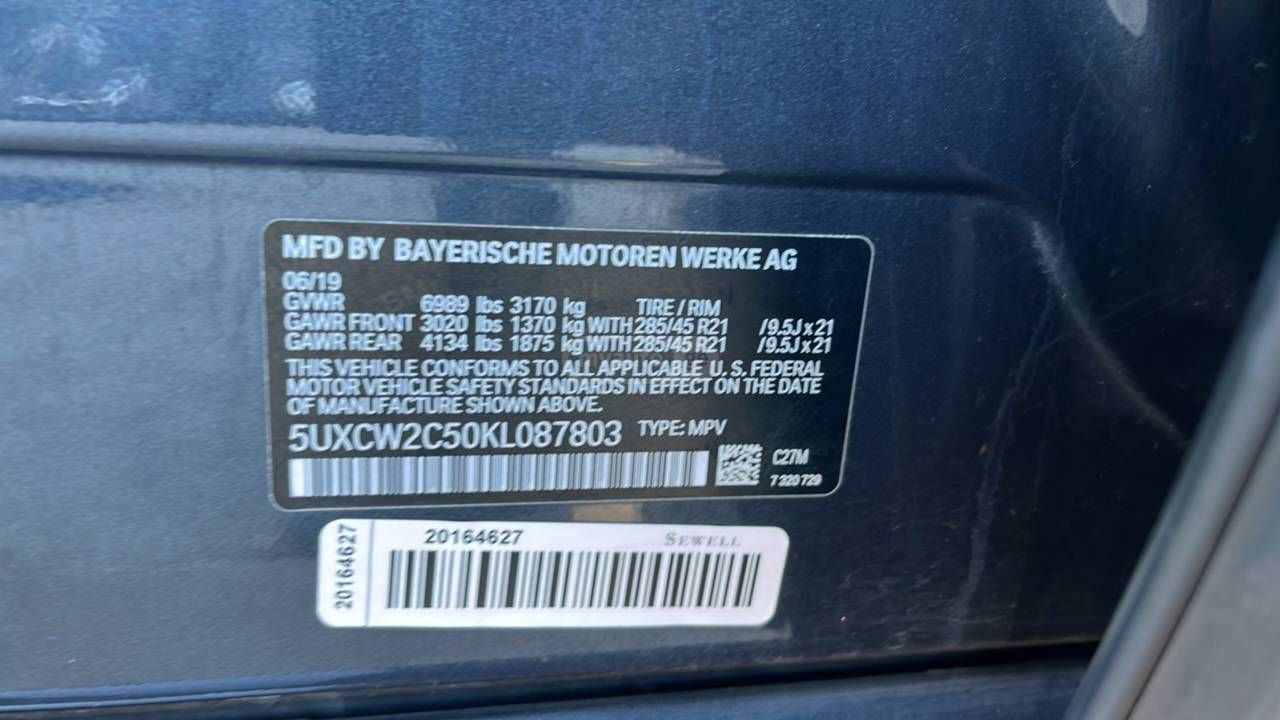 MFD BY BAYERISCHE MOTOREN WERKE AG
06/19
GVWR 6989 lbs 3170 kg TIRE / RIM
GAWR FRONT 3020 lbs 1370 kg WITH 285/45 R21 /9.5J x 21
GAWR REAR 4134 lbs 1875 kg WITH 285/45 R21 /9.5J x 21
THIS VEHICLE CONFORMS TO ALL APPLICABLE U.S. FEDERAL
MOTOR VEHICLE SAFETY STANDARDS IN EFFECT ON THE DATE
OF MANUFACTURE SHOWN ABOVE.
5UXCW2C50KL087803 TYPE: MPV
C27M
7 320 729
20164627
20164627 SEWELL